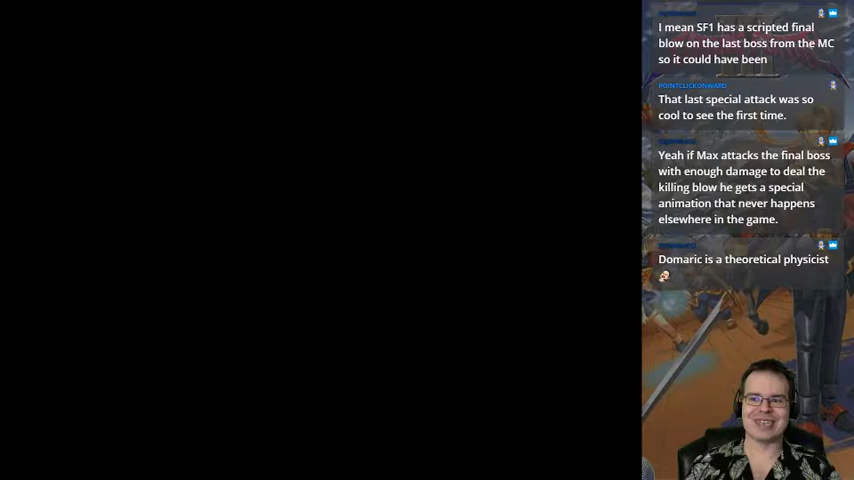 I mean SF1 has a scripted final
blow on the last boss from the MC
so it could have been
POINTCLICKONWARD
That last special attack was so
cool to see the first time.
Yeah if Max attacks the final boss
with enough damage to deal the
killing blow he gets a special
animation that never happens
elsewhere in the game.
Domaric is a theoretical physicist